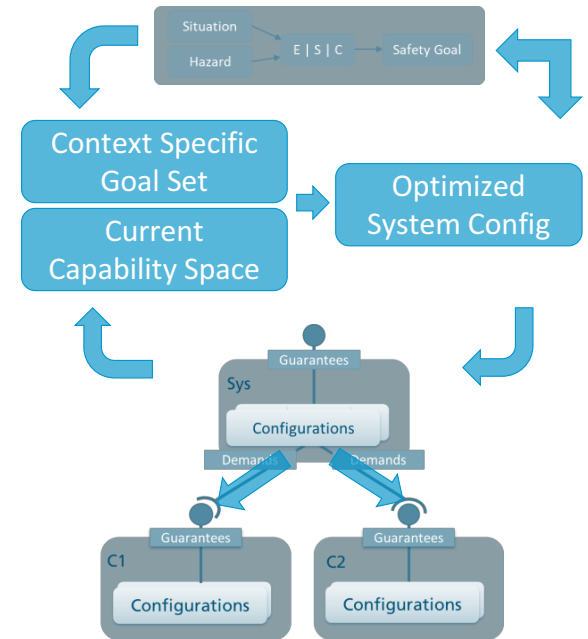 Situation
Hazard
E | S | C
Safety Goal
Context Specific
Goal Set
Current
Capability Space
Optimized
System Config
Guarantees
Sys
Configurations
Demands
Demands
Guarantees
C1
Configurations
Guarantees
C2
Configurations